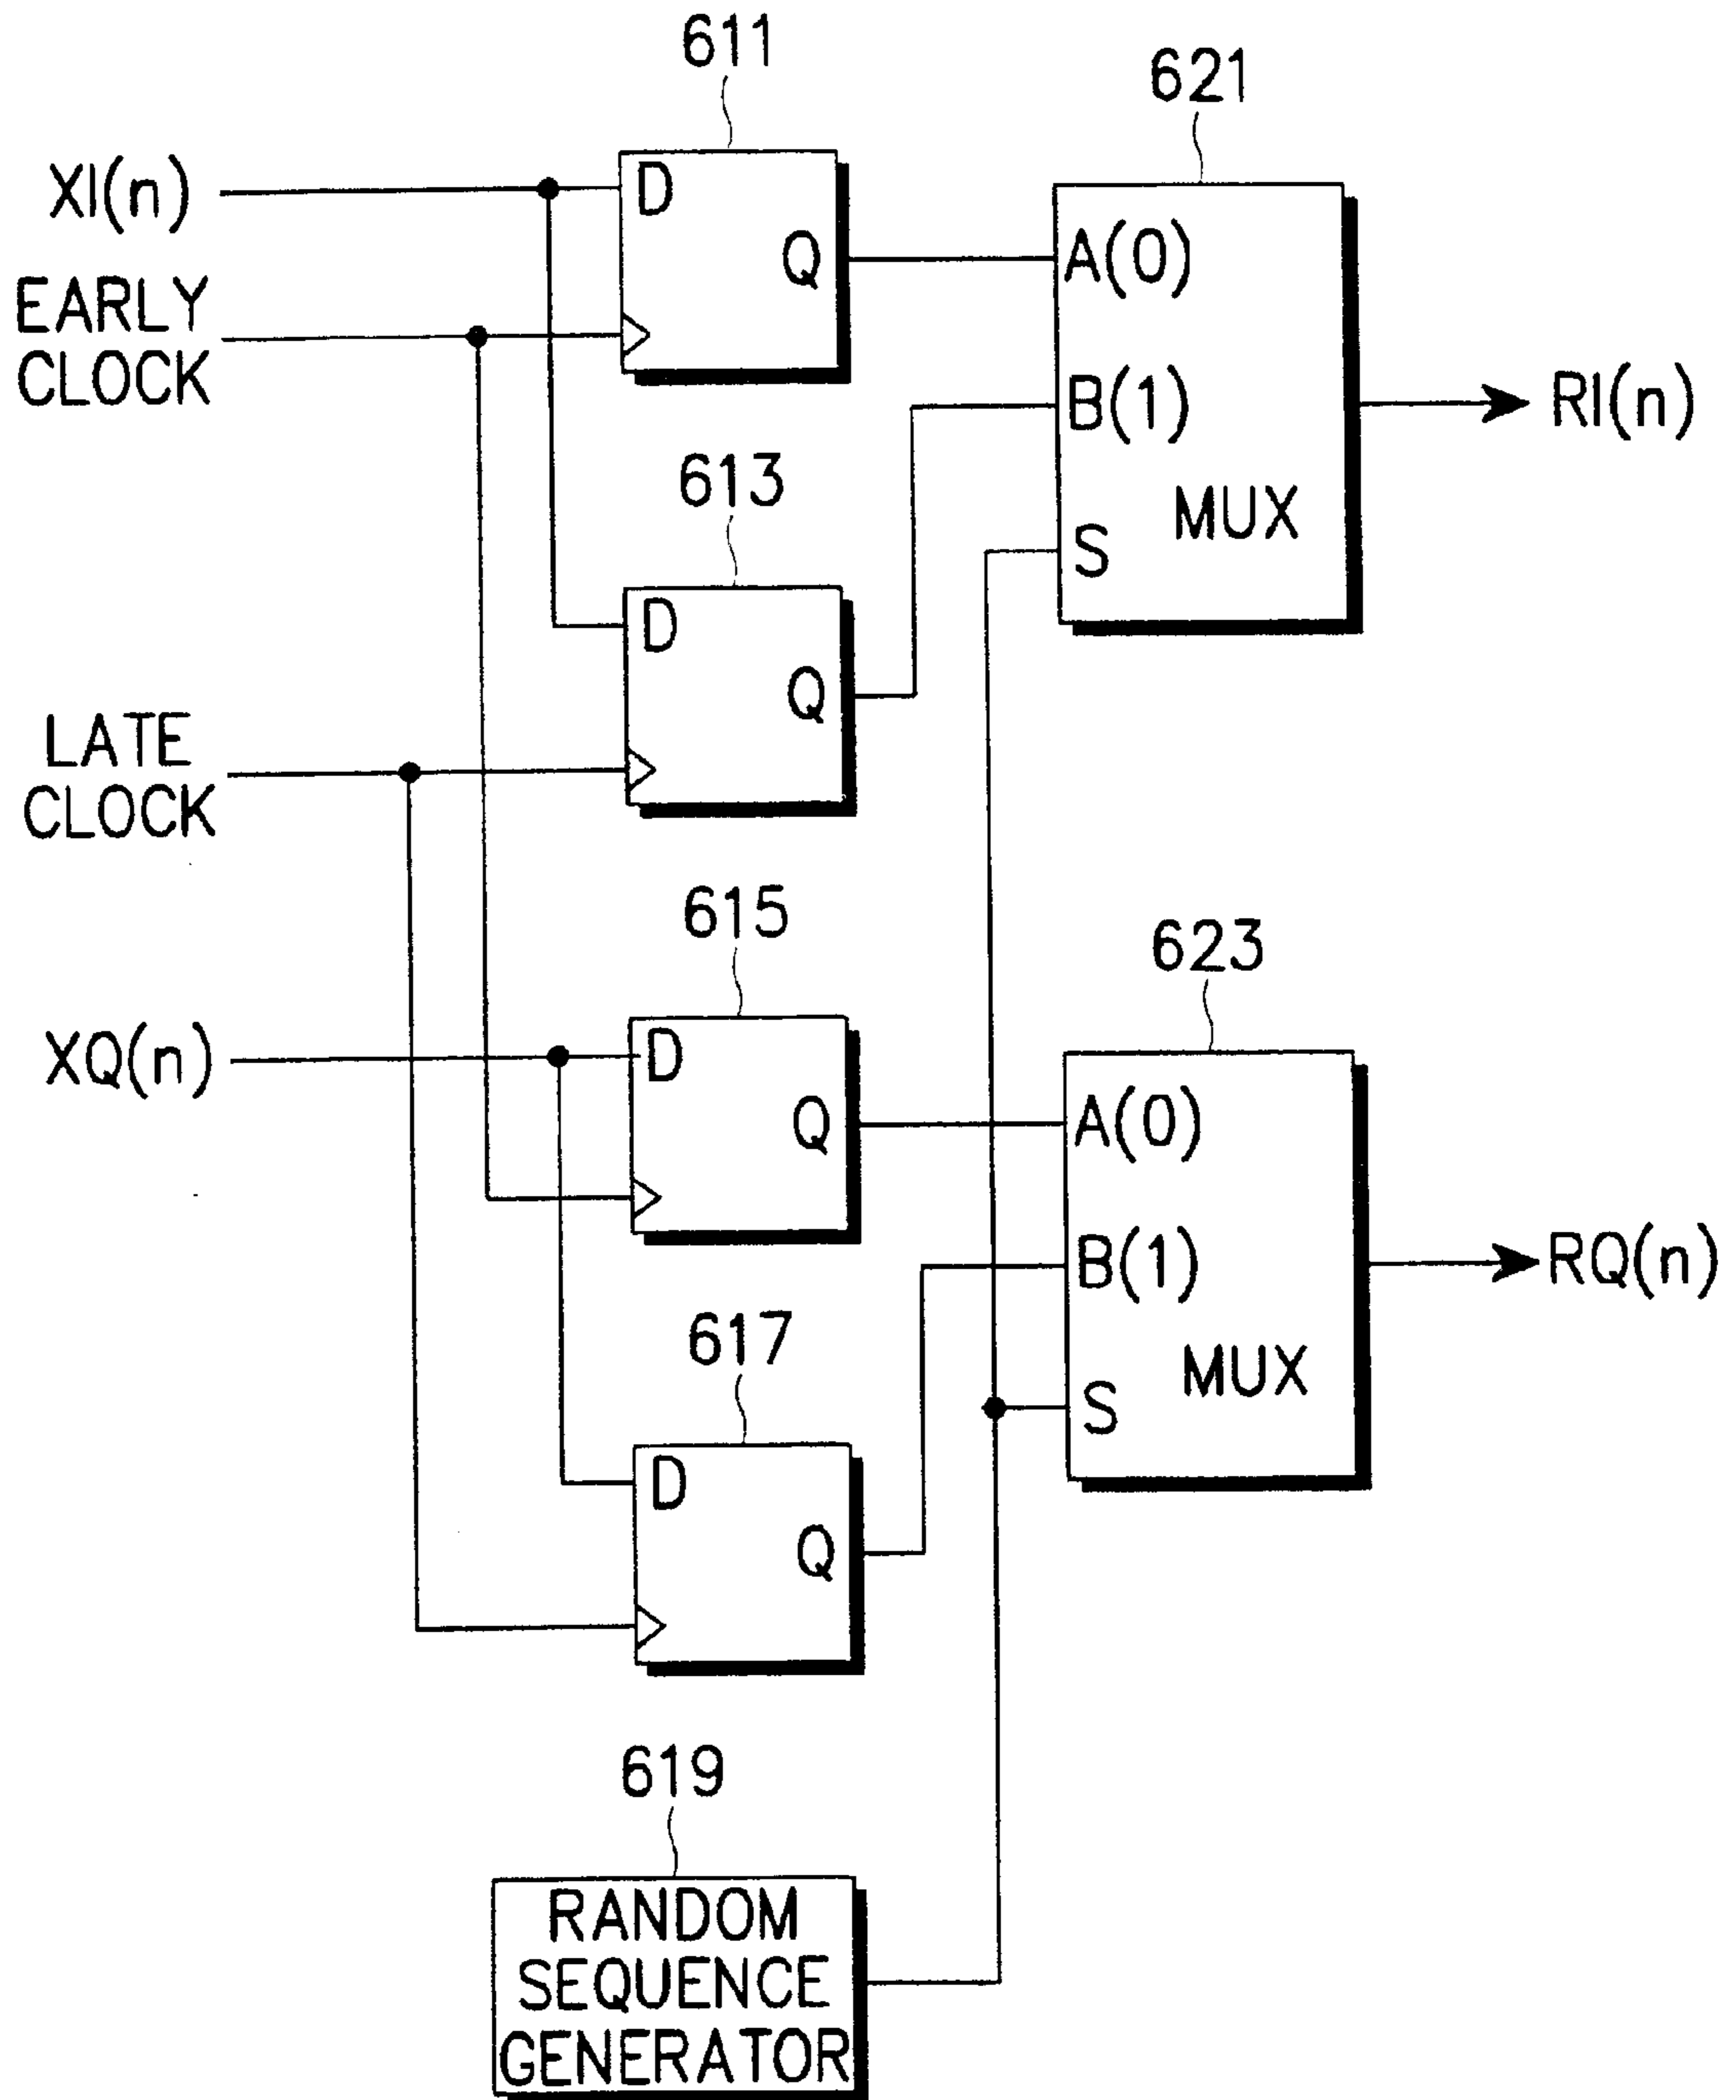 611
621
XI(n)
D
Q
A(0)
EARLY
CLOCK
B(1)
RI(n)
613
MUX
S
D
Q
LATE
CLOCK
615
623
XQ(n)
D
Q
A(0)
B(1)
RQ(n)
617
MUX
S
D
Q
619
RANDOM
SEQUENCE
GENERATOR